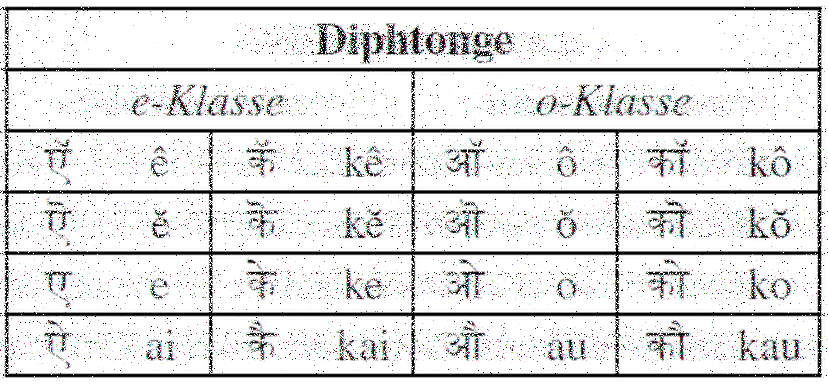 Diphtonge
e-Klasse o-Klasse
ऍ ê कॅ kê ऑ ô कॉ kô
ऎ ĕ कॆ kĕ ऒ ŏ कॊ kŏ
ए e के ke ओ o को ko
ऐ ai कै kai औ au कौ kau